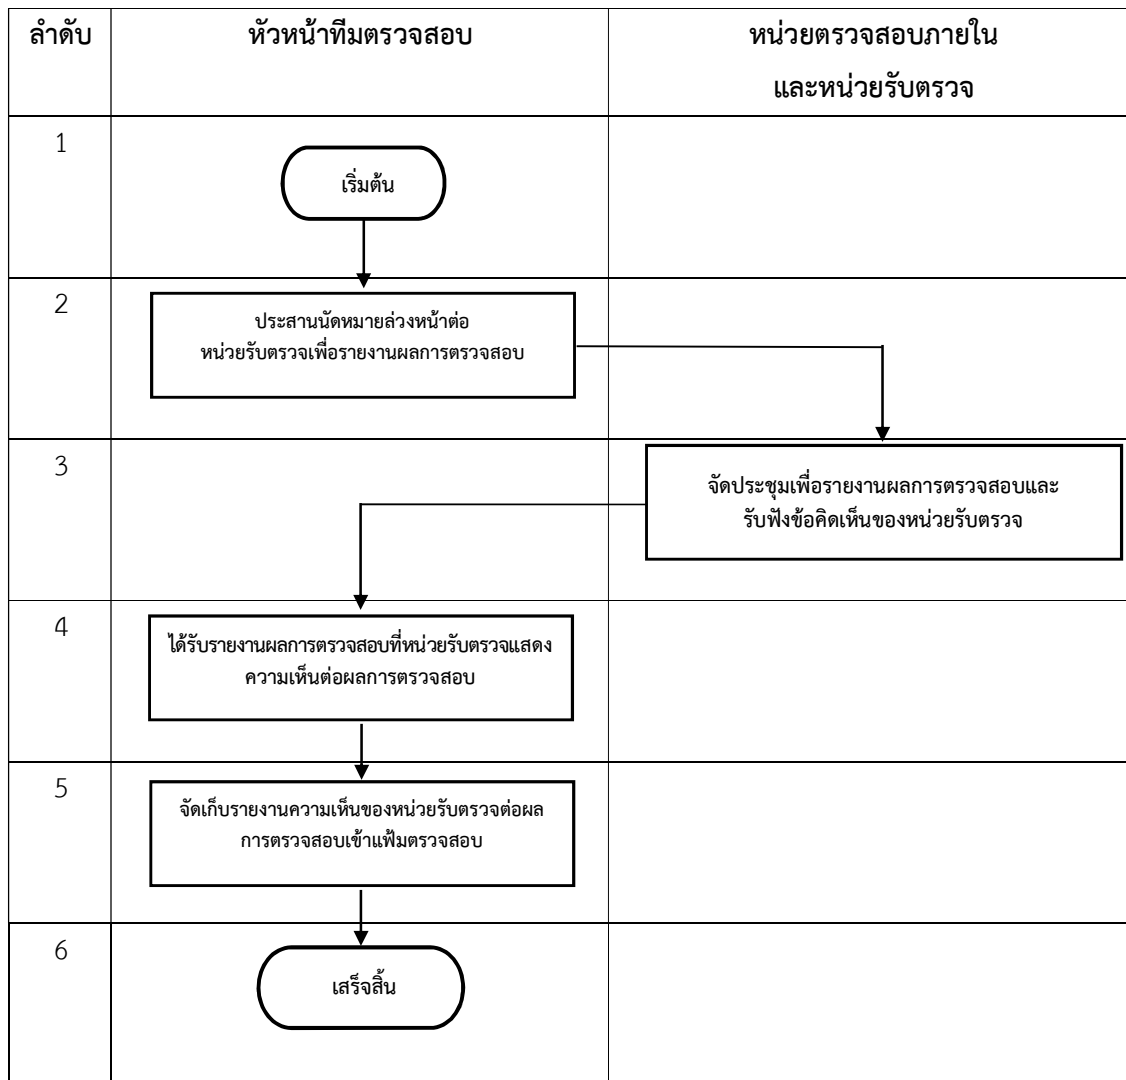 ลำดับ
หัวหน้าทีมตรวจสอบ
หน่วยตรวจสอบภายใน
และหน่วยรับตรวจ
1
เริ่มต้น
2
ประสานนัดหมายล่วงหน้าต่อ
หน่วยรับตรวจเพื่อรายงานผลการตรวจสอบ
3
จัดประชุมเพื่อรายงานผลการตรวจสอบและ
รับฟังข้อคิดเห็นของหน่วยรับตรวจ
4
ได้รับรายงานผลการตรวจสอบที่หน่วยรับตรวจแสดง
ความเห็นต่อผลการตรวจสอบ
5
จัดเก็บรายงานความเห็นของหน่วยรับตรวจต่อผล
การตรวจสอบเข้าแฟ้มตรวจสอบ
6
เสร็จสิ้น